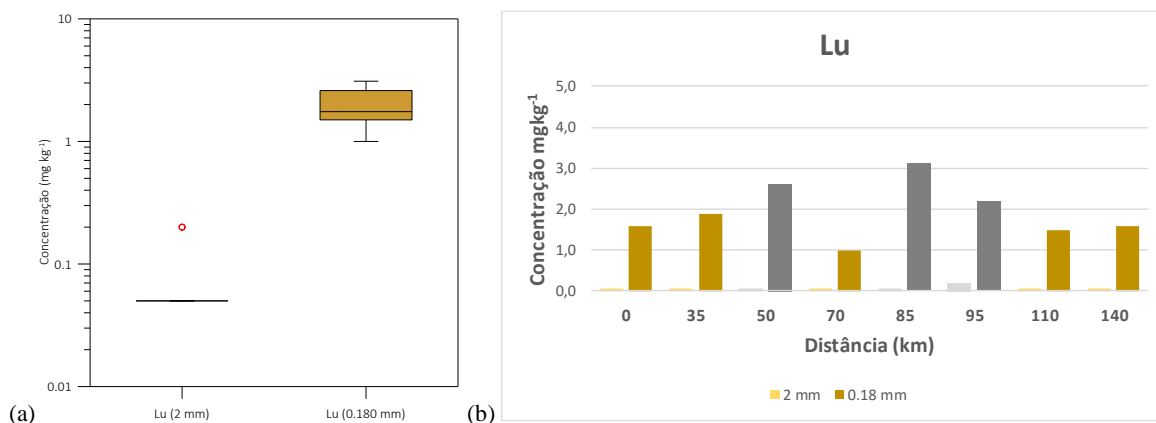 10
1
0.1
0.01
Concentração (mg kg⁻¹)
Lu (2 mm)
Lu (0.180 mm)
(a)
Lu
5,0
4,0
3,0
2,0
1,0
0,0
Concentração mgkg⁻¹
0 35 50 70 85 95 110 140
Distância (km)
2 mm 0.18 mm
(b)